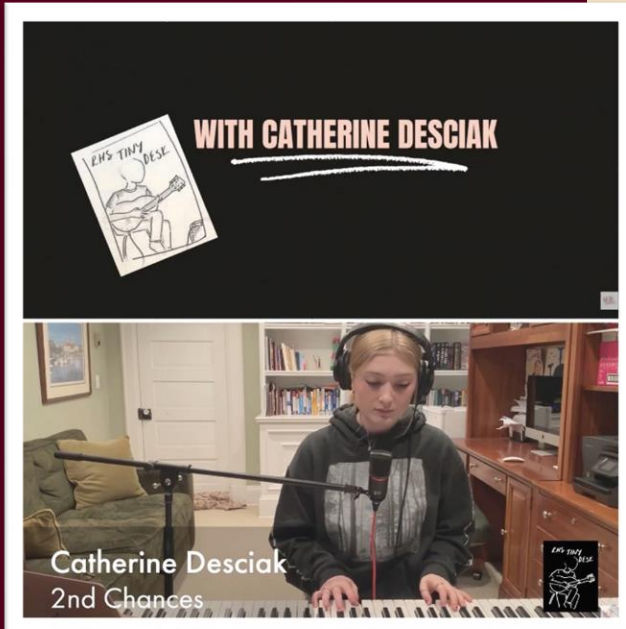 WITH CATHERINE DESCIAK
RHS TINY
DESK
Catherine Desciak
2nd Chances
RHS TINY
DESK